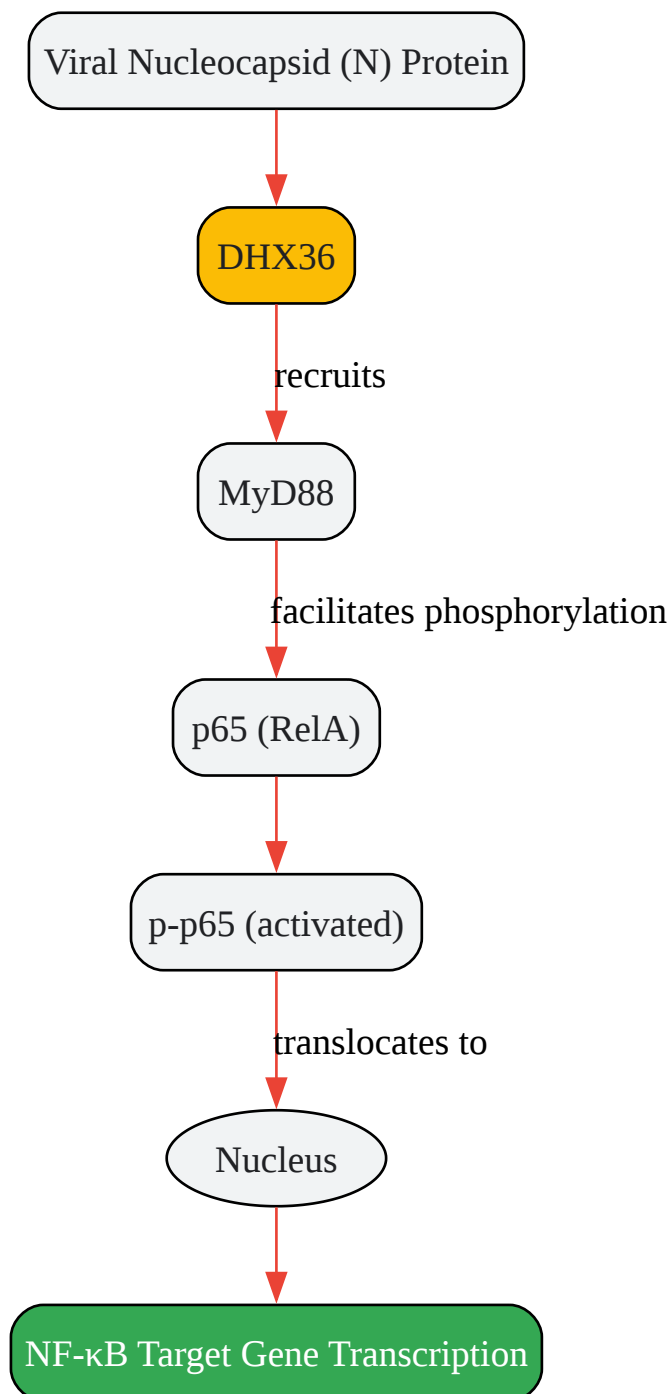 Viral Nucleocapsid (N) Protein
DHX36
recruits
MyD88
facilitates phosphorylation
p65 (RelA)
p-p65 (activated)
translocates to
Nucleus
NF-κB Target Gene Transcription